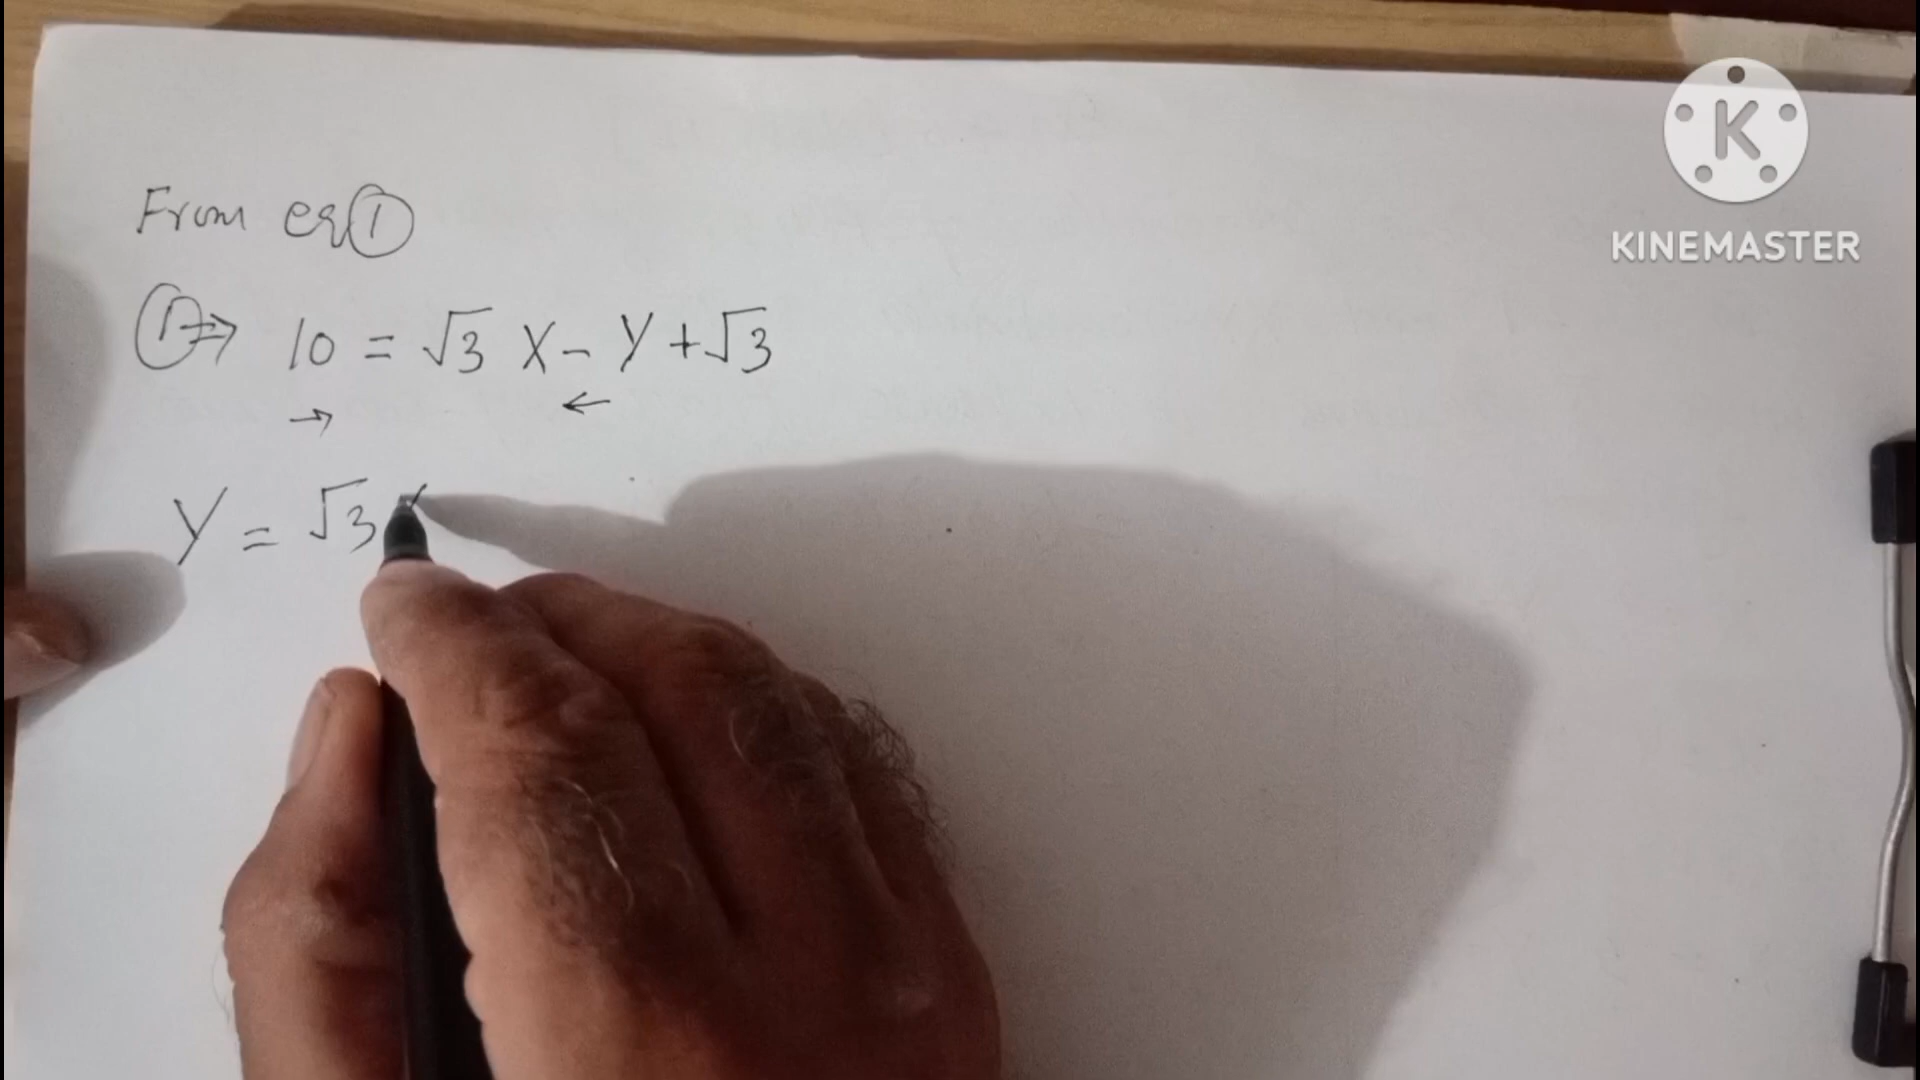 From eq ①
K
KINEMASTER
①⇒ 10 = √3 X - Y + √3
→ ←
Y = √3